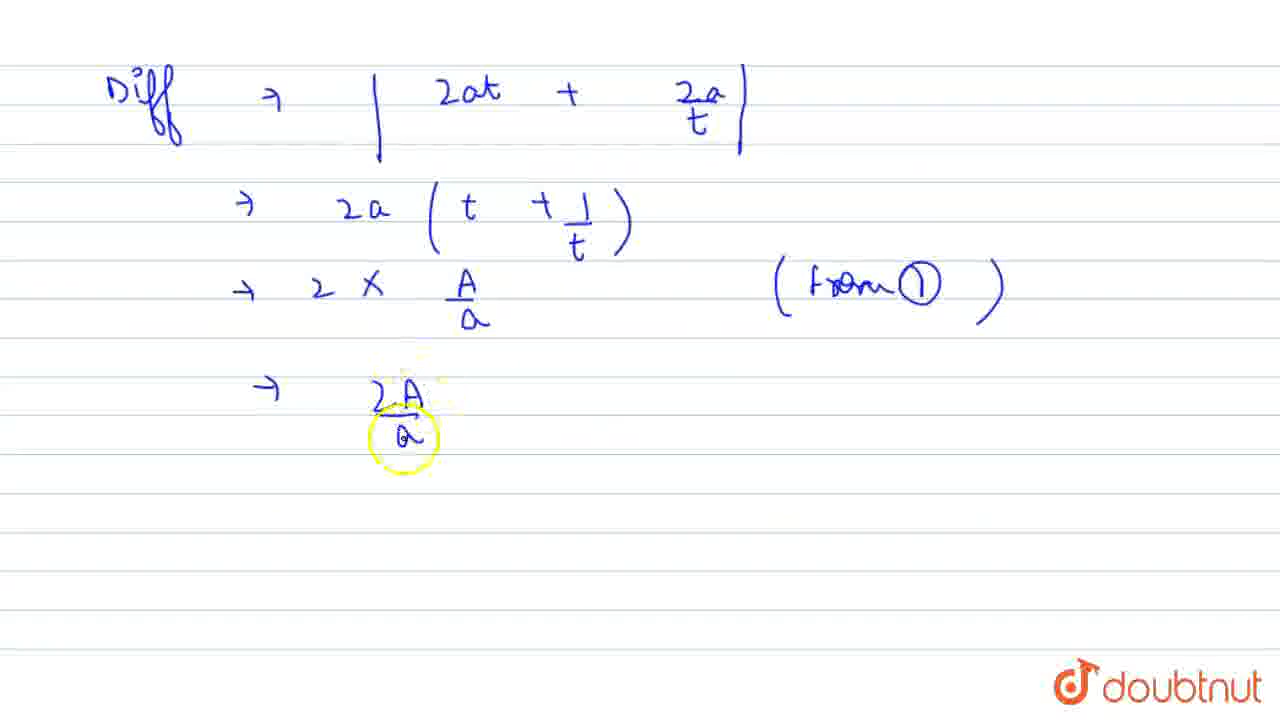 Diff → | 2at + 2a/t |
→ 2a ( t + 1/t )
→ 2 × A/a (from ①)
→ 2A/a
doubtnut